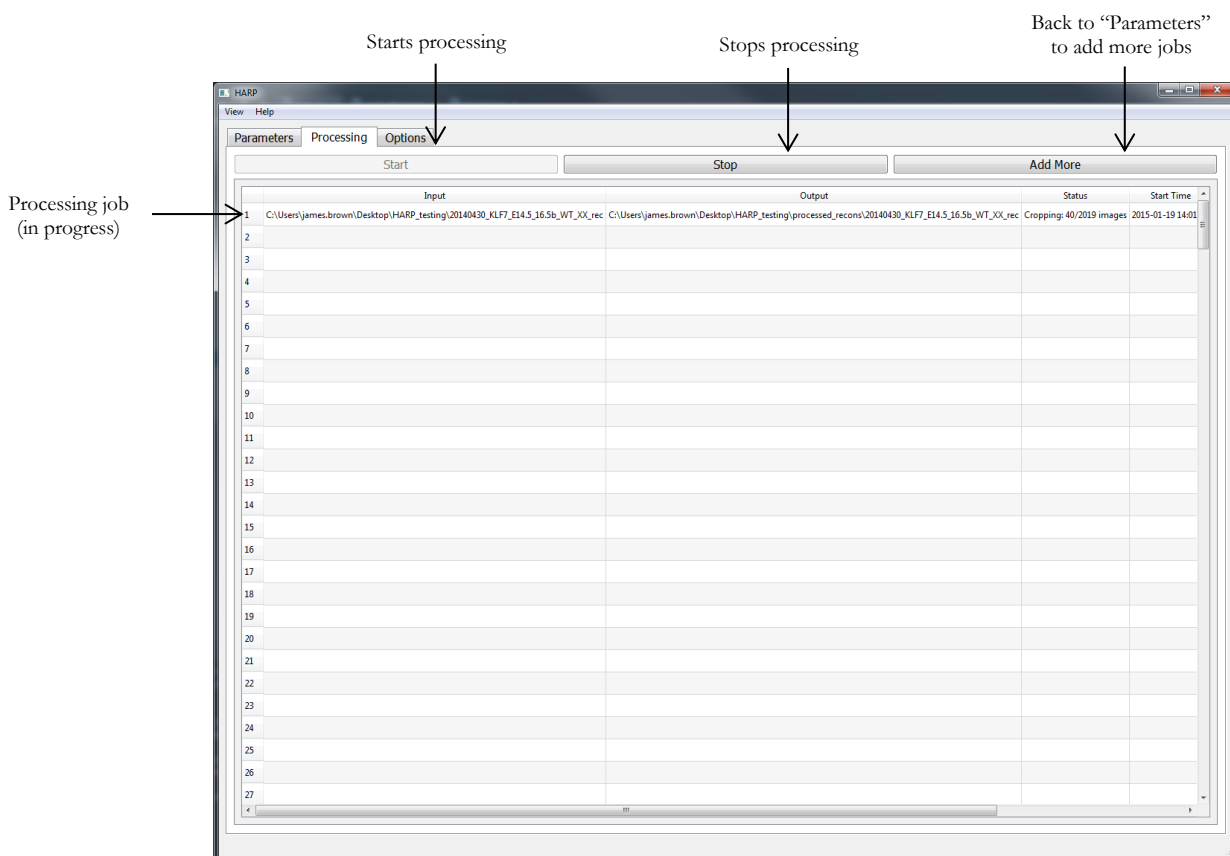 Back to “Parameters”
to add more jobs
Starts processing
Stops processing
HARP
View Help
Parameters Processing Options
Start Stop Add More
Input Output Status Start Time
Processing job
(in progress)
1 C:\Users\james.brown\Desktop\HARP_testing\20140430_KLF7_E14.5_16.5b_WT_XX_rec C:\Users\james.brown\Desktop\HARP_testing\processed_recons\20140430_KLF7_E14.5_16.5b_WT_XX_rec Cropping: 40/2019 images 2015-01-19 14:01
2
3
4
5
6
7
8
9
10
11
12
13
14
15
16
17
18
19
20
21
22
23
24
25
26
27